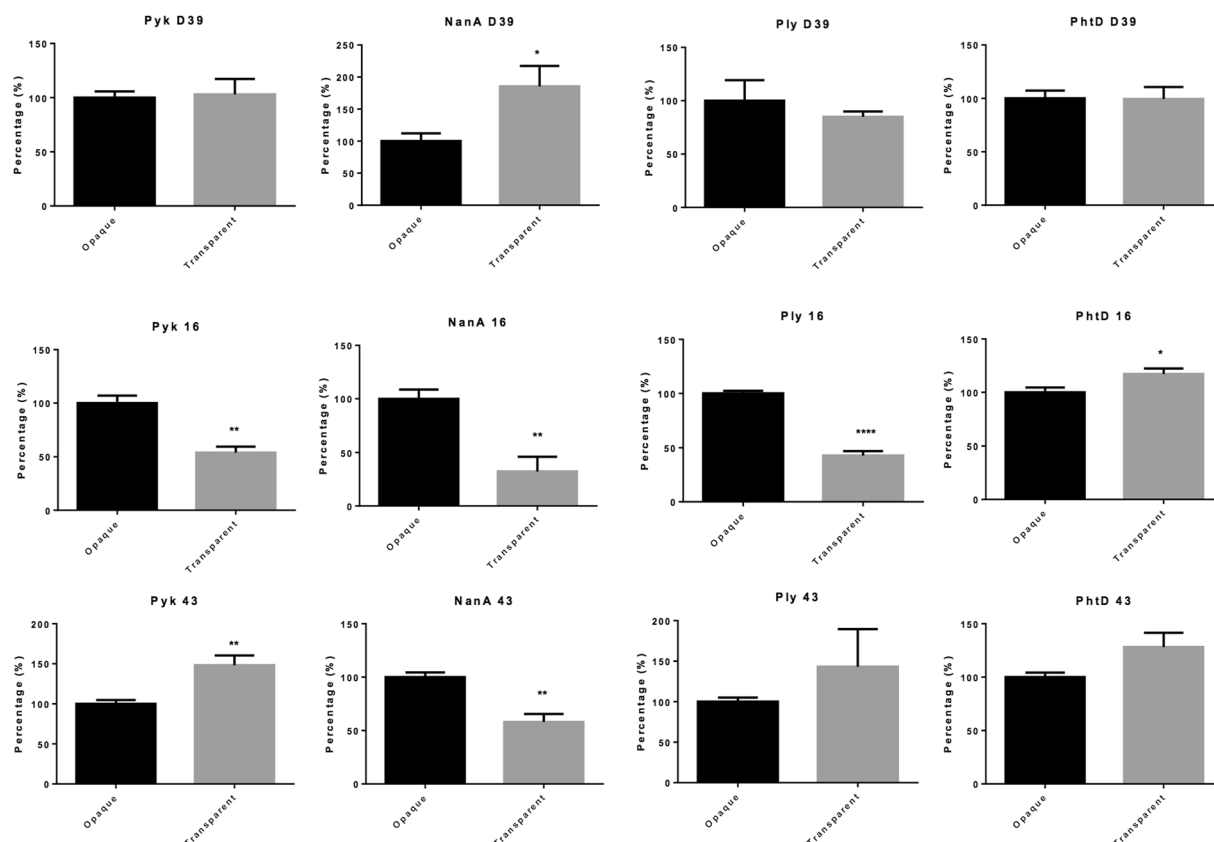 Pyk D39
Percentage (%)
150
100
50
0
Opaque
Transparent
NanA D39
Percentage (%)
250
200
150
100
50
0
*
Opaque
Transparent
Ply D39
Percentage (%)
150
100
50
0
Opaque
Transparent
PhtD D39
Percentage (%)
150
100
50
0
Opaque
Transparent
Pyk 16
Percentage (%)
150
100
50
0
**
Opaque
Transparent
NanA 16
Percentage (%)
150
100
50
0
**
Opaque
Transparent
Ply 16
Percentage (%)
150
100
50
0
****
Opaque
Transparent
PhtD 16
Percentage (%)
150
100
50
0
*
Opaque
Transparent
Pyk 43
Percentage (%)
200
150
100
50
0
**
Opaque
Transparent
NanA 43
Percentage (%)
150
100
50
0
**
Opaque
Transparent
Ply 43
Percentage (%)
200
150
100
50
0
Opaque
Transparent
PhtD 43
Percentage (%)
150
100
50
0
Opaque
Transparent